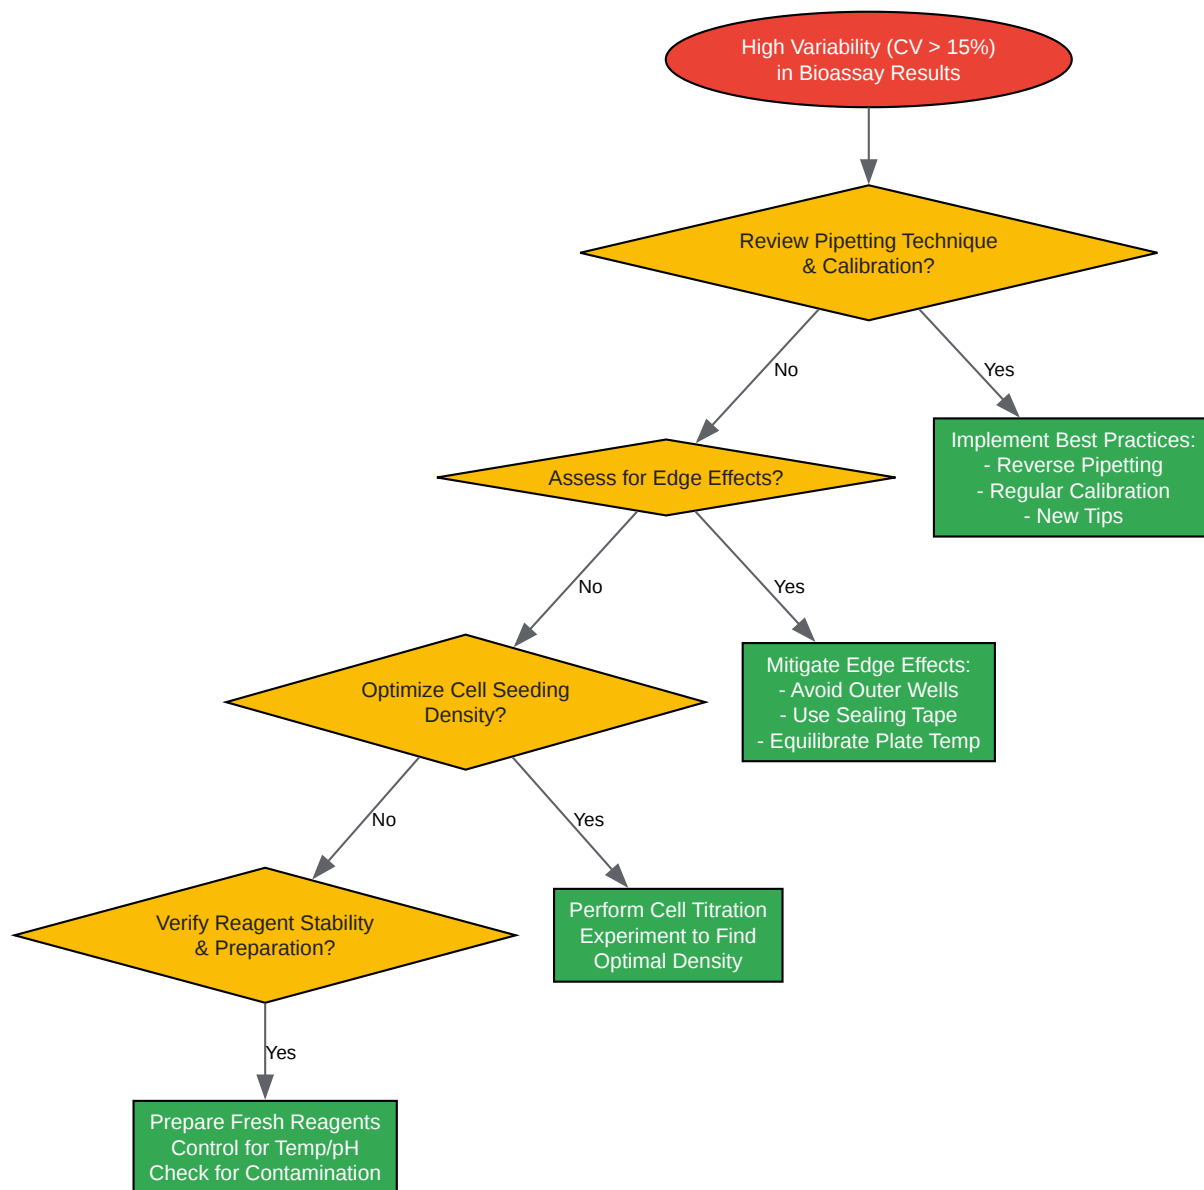 High Variability (CV > 15%)
in Bioassay Results
Review Pipetting Technique
& Calibration?
No
Yes
Implement Best Practices:
- Reverse Pipetting
- Regular Calibration
- New Tips
Assess for Edge Effects?
No
Yes
Mitigate Edge Effects:
- Avoid Outer Wells
- Use Sealing Tape
- Equilibrate Plate Temp
Optimize Cell Seeding
Density?
No
Yes
Perform Cell Titration
Experiment to Find
Optimal Density
Verify Reagent Stability
& Preparation?
Yes
Prepare Fresh Reagents
Control for Temp/pH
Check for Contamination